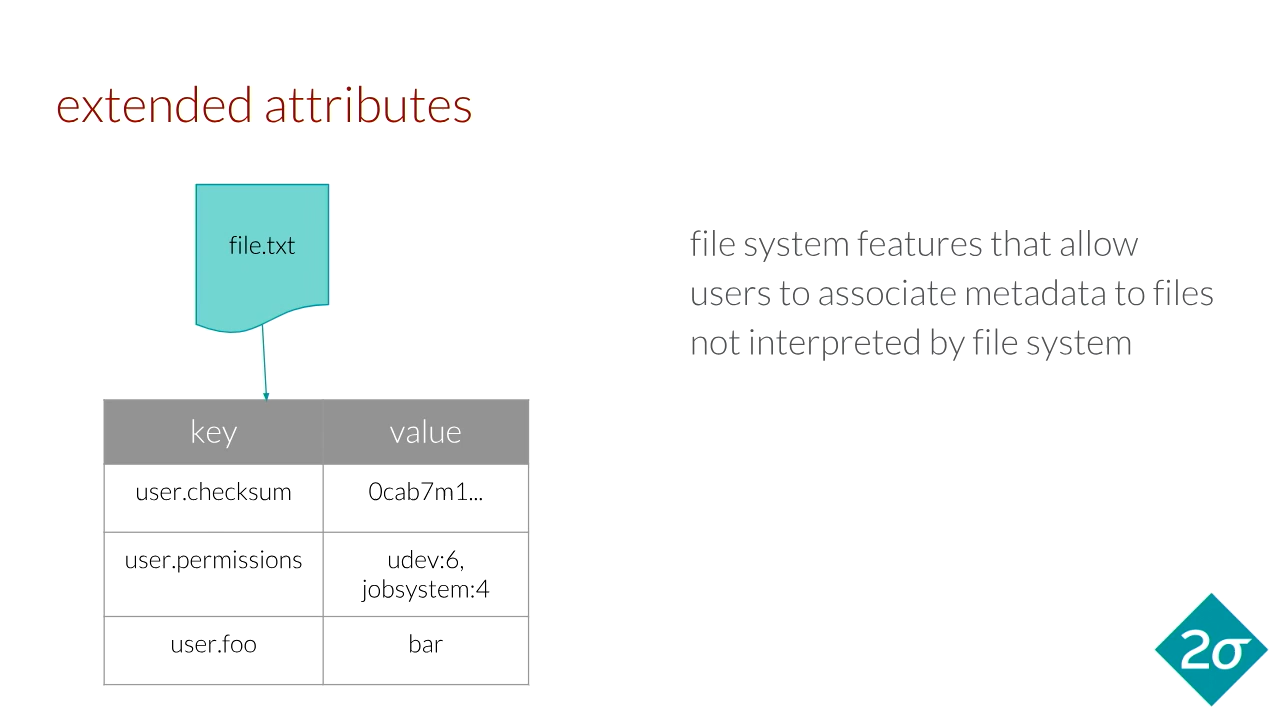 extended attributes
file.txt
file system features that allow
users to associate metadata to files
not interpreted by file system
key value
user.checksum 0cab7m1...
user.permissions udev:6,
jobsystem:4
user.foo bar
2σ